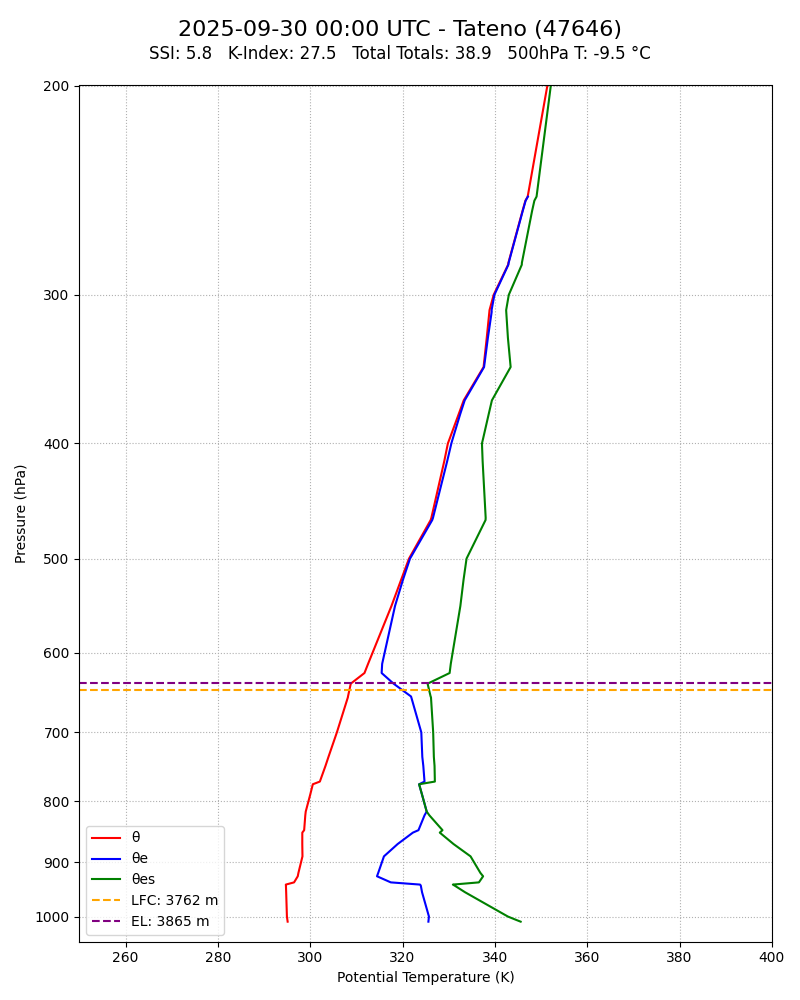 2025-09-30 00:00 UTC - Tateno (47646)
SSI: 5.8   K-Index: 27.5   Total Totals: 38.9   500hPa T: -9.5 °C
200
300
400
500
600
700
800
900
1000
Pressure (hPa)
θ
θe
θes
LFC: 3762 m
EL: 3865 m
260 280 300 320 340 360 380 400
Potential Temperature (K)